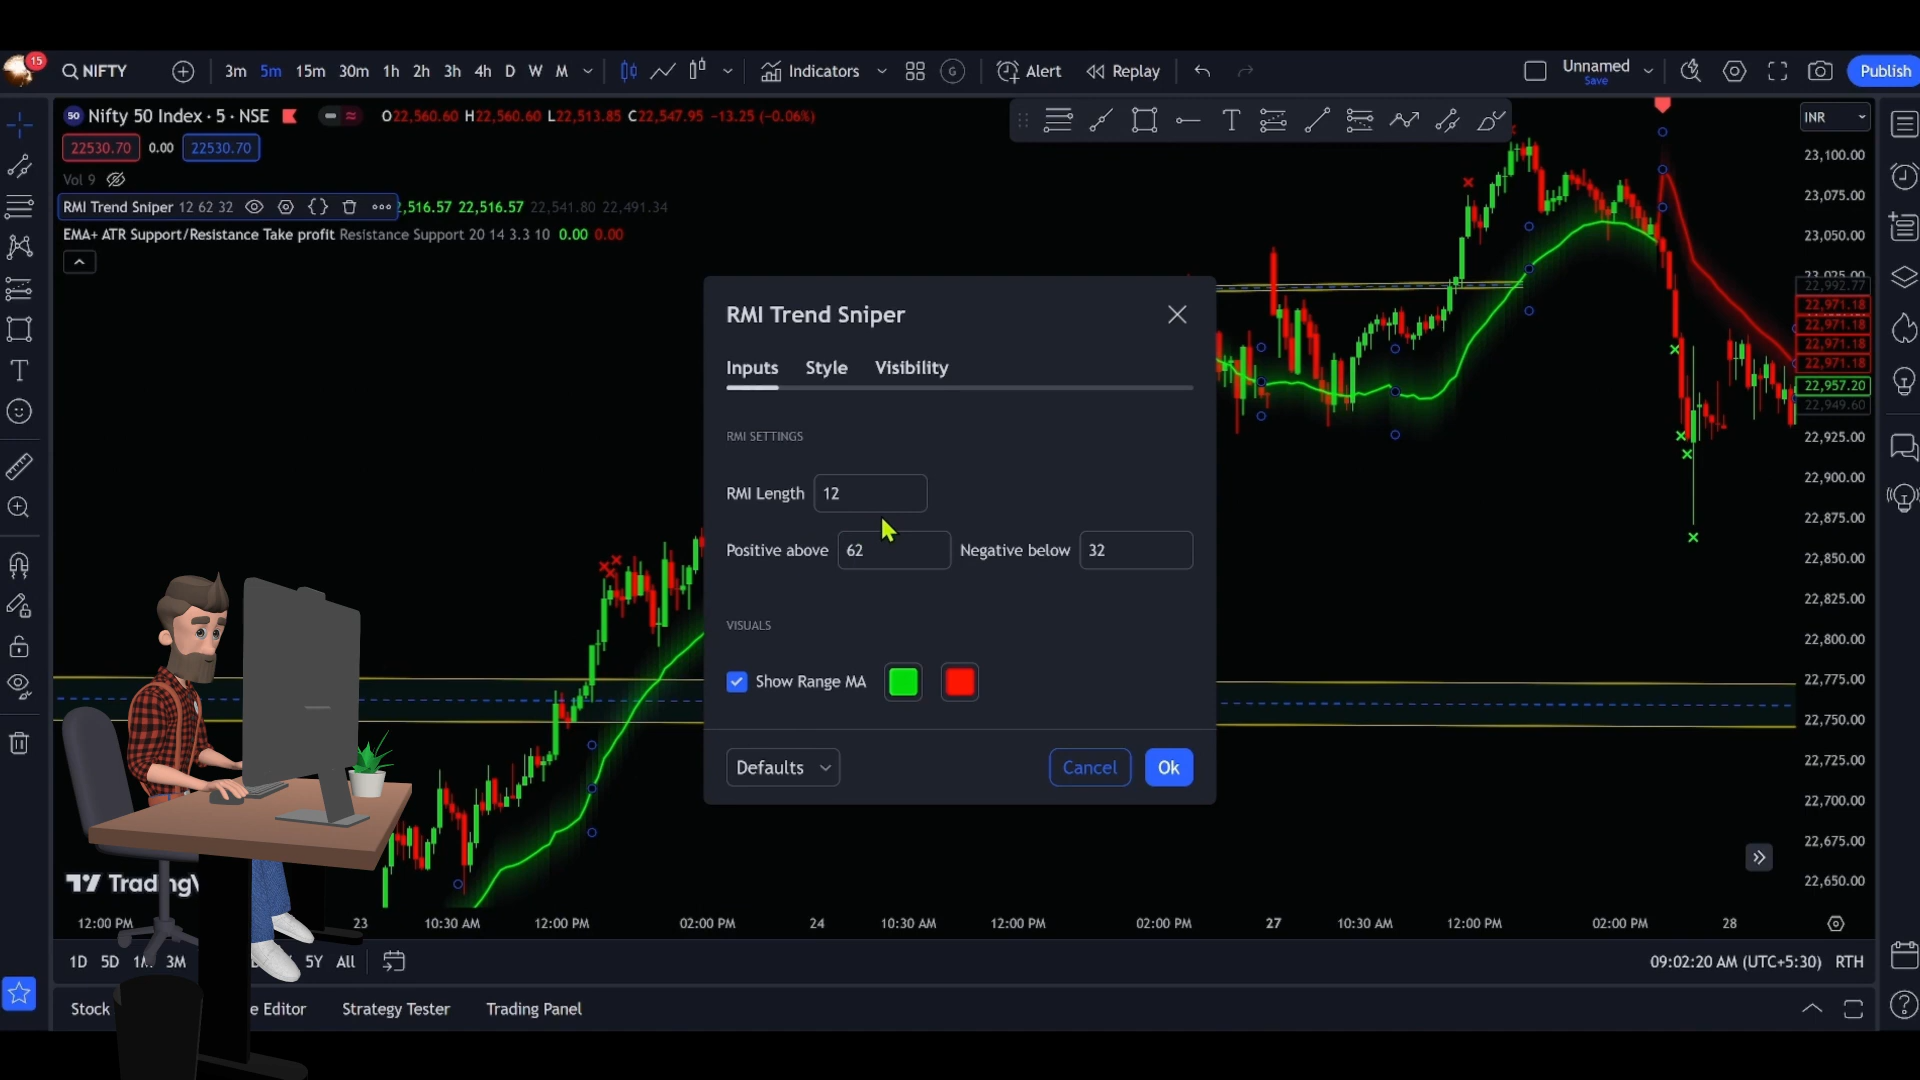 15
NIFTY 3m 5m 15m 30m 1h 2h 3h 4h D W M Indicators G Alert Replay Unnamed Publish
Save
50 Nifty 50 Index · 5 · NSE O22,560.60 H22,560.60 L22,513.85 C22,547.95 −13.25 (−0.06%) INR
22530.70 0.00 22530.70
Vol 9
RMI Trend Sniper 12 62 32 2,516.57 22,516.57 22,541.80 22,491.34
EMA+ ATR Support/Resistance Take profit Resistance Support 20 14 3.3 10 0.00 0.00
23,100.00
23,075.00
23,050.00
23,025.00
22,992.77
22,971.18
22,971.18
22,971.18
22,971.18
22,957.20
22,949.60
22,925.00
22,900.00
22,875.00
22,850.00
22,825.00
22,800.00
22,775.00
22,750.00
22,725.00
22,700.00
22,675.00
22,650.00
RMI Trend Sniper
Inputs Style Visibility
RMI SETTINGS
RMI Length 12
Positive above 62 Negative below 32
VISUALS
Show Range MA
Defaults Cancel Ok
TradingV
12:00 PM 23 10:30 AM 12:00 PM 02:00 PM 24 10:30 AM 12:00 PM 02:00 PM 27 10:30 AM 12:00 PM 02:00 PM 28
1D 5D 1M 3M 5Y All 09:02:20 AM (UTC+5:30) RTH
Stock e Editor Strategy Tester Trading Panel